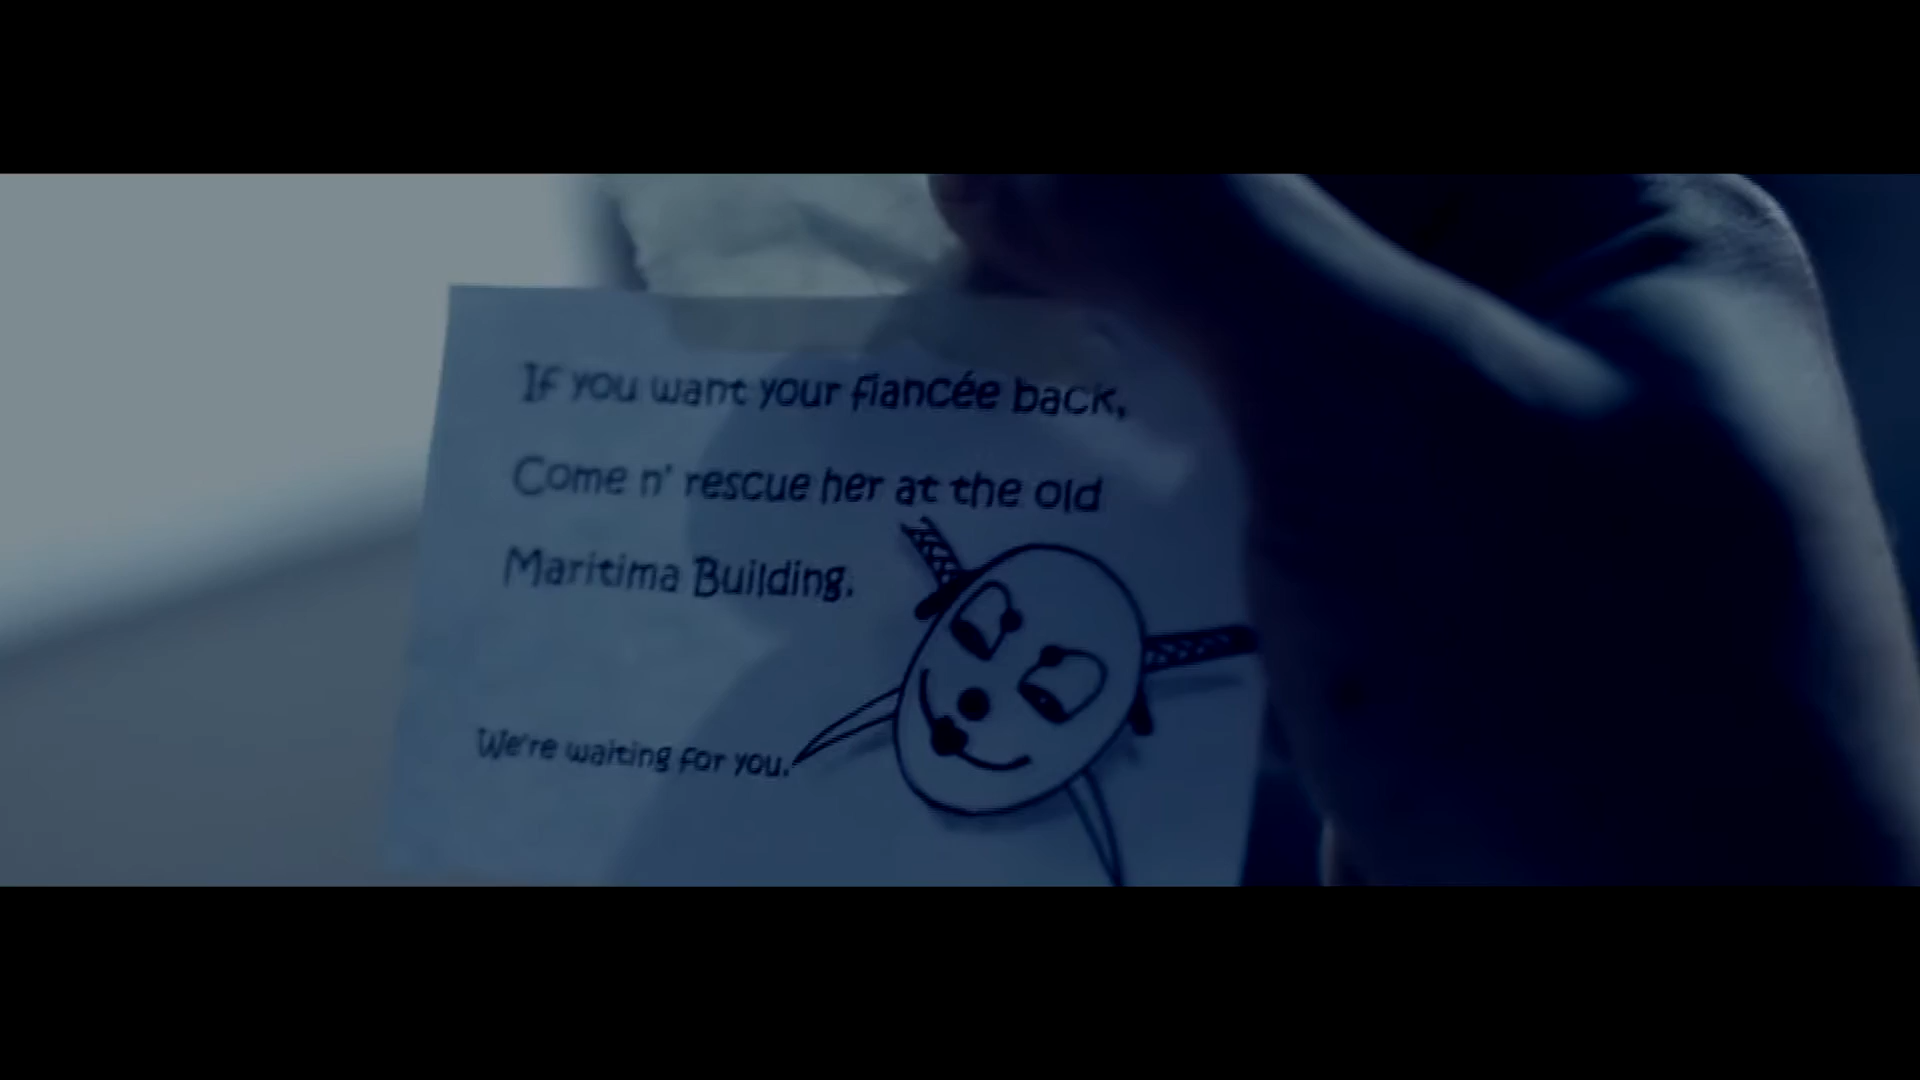 If you want your fiancée back,
Come n' rescue her at the old
Maritima Building.
We're waiting for you.